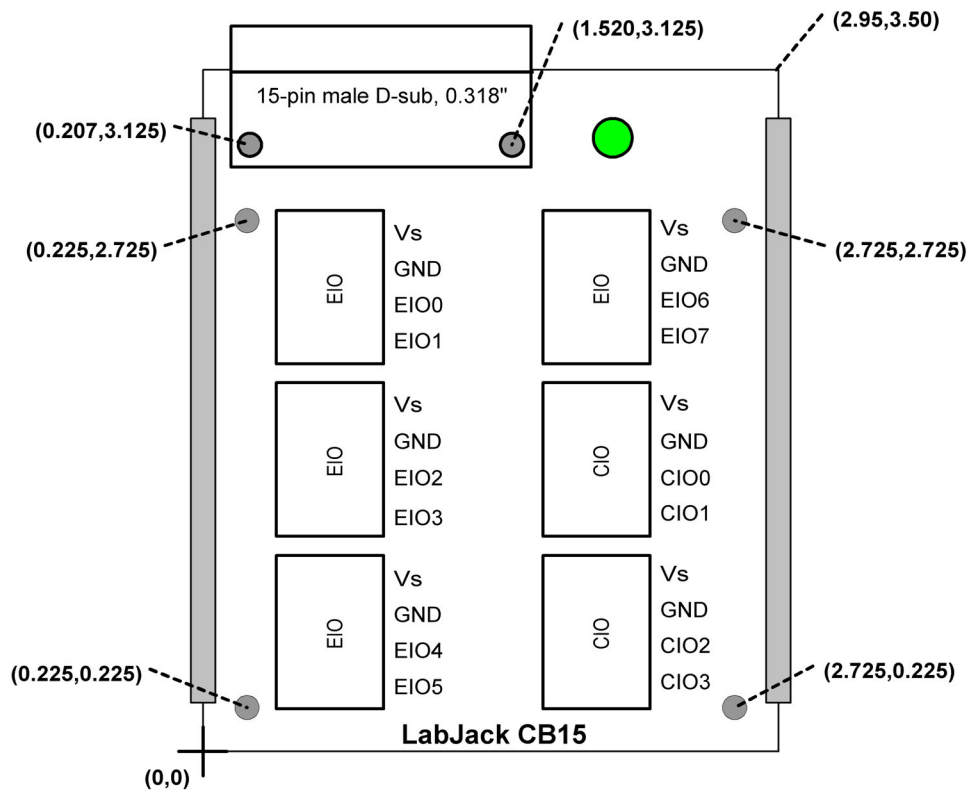 (1.520,3.125)
(2.95,3.50)
15-pin male D-sub, 0.318"
(0.207,3.125)
(0.225,2.725)
(2.725,2.725)
EIO
Vs
GND
EIO0
EIO1
EIO
Vs
GND
EIO6
EIO7
EIO
Vs
GND
EIO2
EIO3
CIO
Vs
GND
CIO0
CIO1
EIO
Vs
GND
EIO4
EIO5
CIO
Vs
GND
CIO2
CIO3
(0.225,0.225)
(2.725,0.225)
LabJack CB15
(0,0)